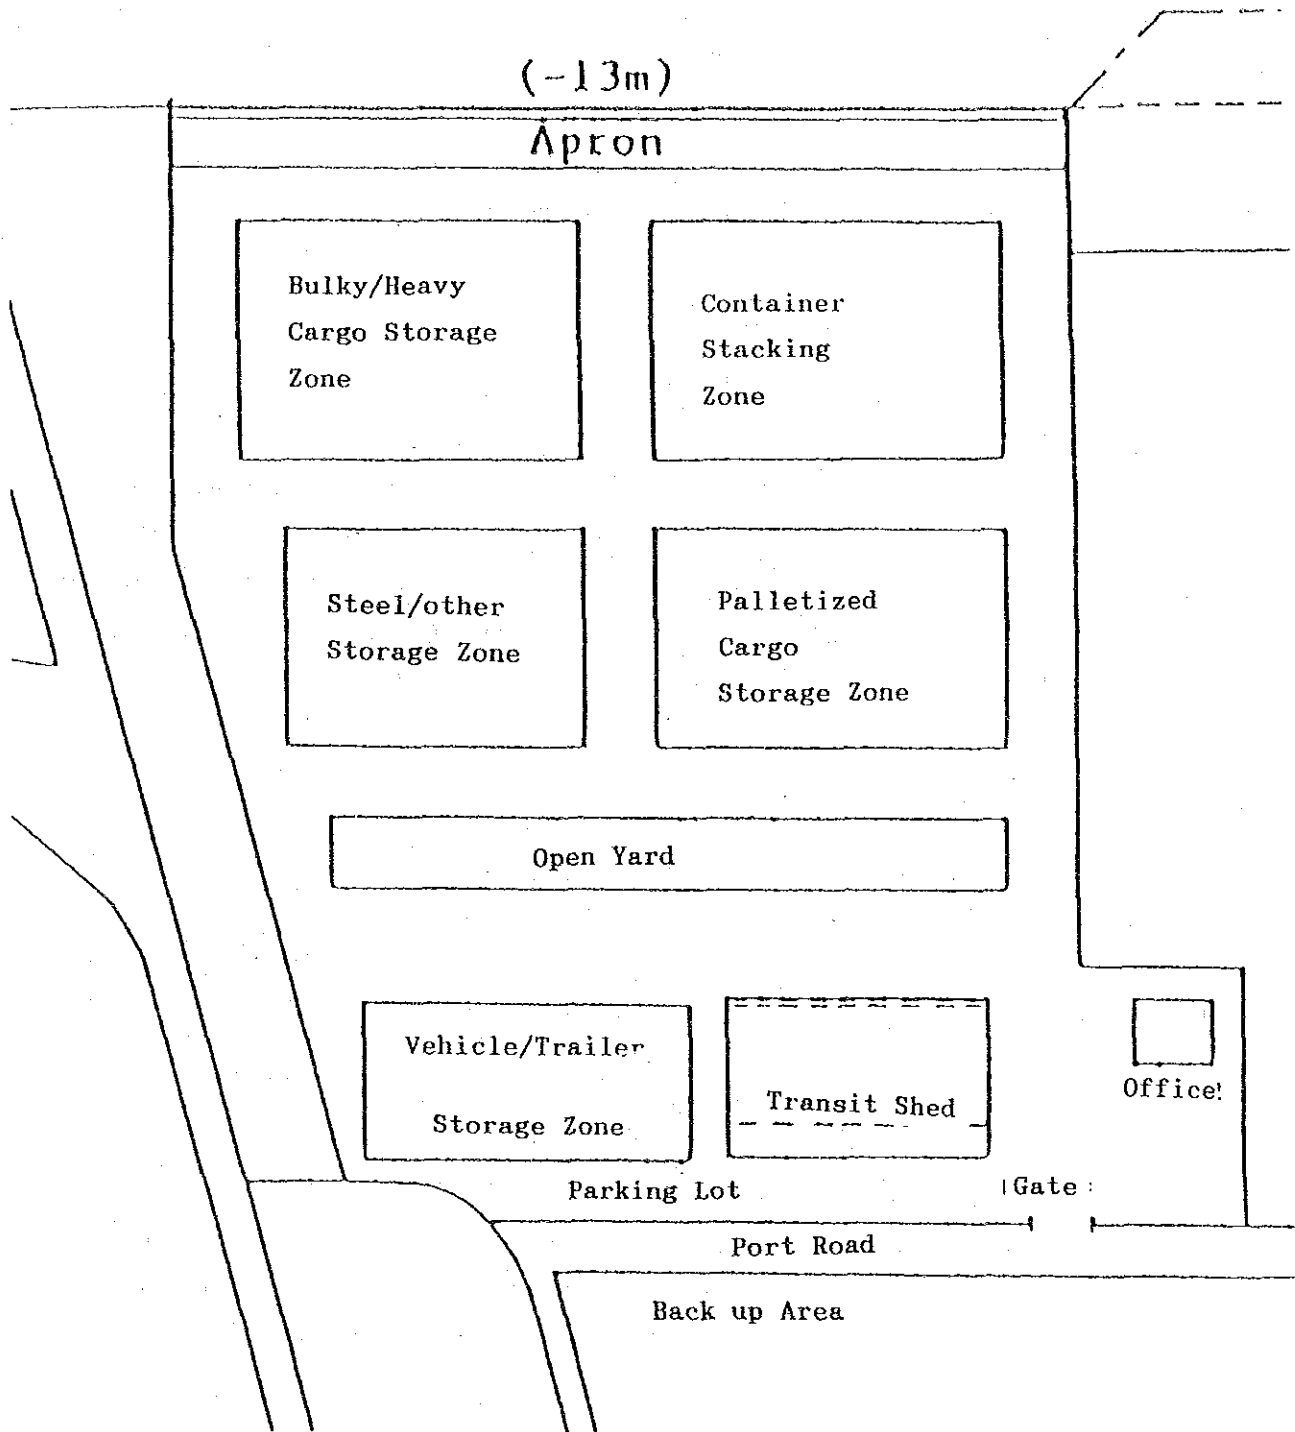 (-13m)
Apron
Bulky/Heavy
Cargo Storage
Zone
Container
Stacking
Zone
Steel/other
Storage Zone
Palletized
Cargo
Storage Zone
Open Yard
Vehicle/Trailer
Storage Zone
Transit Shed
Office
Parking Lot
Gate
Port Road
Back up Area